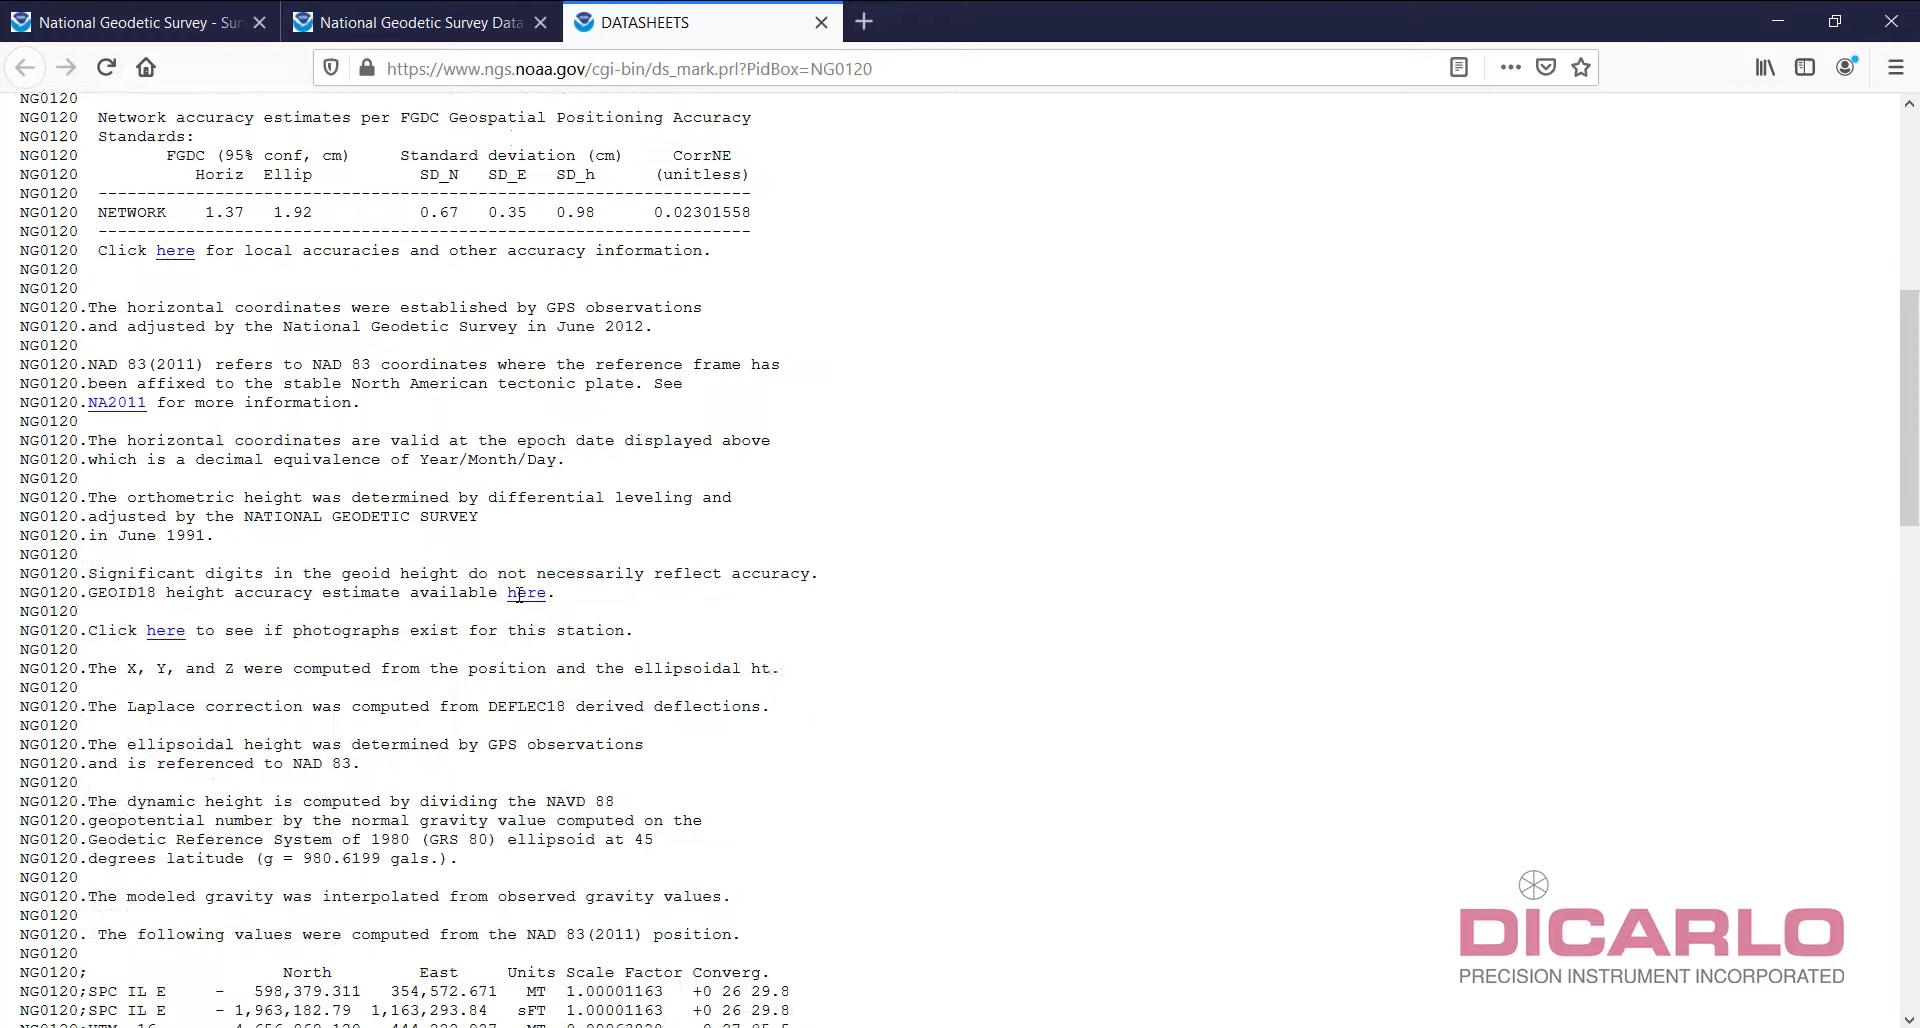 National Geodetic Survey - Sur
National Geodetic Survey Data
DATASHEETS
https://www.ngs.noaa.gov/cgi-bin/ds_mark.prl?PidBox=NG0120
NG0120
NG0120  Network accuracy estimates per FGDC Geospatial Positioning Accuracy
NG0120  Standards:
NG0120         FGDC (95% conf, cm)     Standard deviation (cm)     CorrNE
NG0120            Horiz  Ellip           SD_N   SD_E   SD_h      (unitless)
NG0120  -------------------------------------------------------------------
NG0120  NETWORK    1.37   1.92           0.67   0.35   0.98      0.02301558
NG0120  -------------------------------------------------------------------
NG0120  Click here for local accuracies and other accuracy information.
NG0120
NG0120
NG0120.The horizontal coordinates were established by GPS observations
NG0120.and adjusted by the National Geodetic Survey in June 2012.
NG0120
NG0120.NAD 83(2011) refers to NAD 83 coordinates where the reference frame has
NG0120.been affixed to the stable North American tectonic plate. See
NG0120.NA2011 for more information.
NG0120
NG0120.The horizontal coordinates are valid at the epoch date displayed above
NG0120.which is a decimal equivalence of Year/Month/Day.
NG0120
NG0120.The orthometric height was determined by differential leveling and
NG0120.adjusted by the NATIONAL GEODETIC SURVEY
NG0120.in June 1991.
NG0120
NG0120.Significant digits in the geoid height do not necessarily reflect accuracy.
NG0120.GEOID18 height accuracy estimate available here.
NG0120
NG0120.Click here to see if photographs exist for this station.
NG0120
NG0120.The X, Y, and Z were computed from the position and the ellipsoidal ht.
NG0120
NG0120.The Laplace correction was computed from DEFLEC18 derived deflections.
NG0120
NG0120.The ellipsoidal height was determined by GPS observations
NG0120.and is referenced to NAD 83.
NG0120
NG0120.The dynamic height is computed by dividing the NAVD 88
NG0120.geopotential number by the normal gravity value computed on the
NG0120.Geodetic Reference System of 1980 (GRS 80) ellipsoid at 45
NG0120.degrees latitude (g = 980.6199 gals.).
NG0120
NG0120.The modeled gravity was interpolated from observed gravity values.
NG0120
NG0120. The following values were computed from the NAD 83(2011) position.
NG0120
NG0120;                    North         East     Units Scale Factor Converg.
NG0120;SPC IL E     -   598,379.311   354,572.671   MT  1.00001163   +0 26 29.8
NG0120;SPC IL E     - 1,963,182.79  1,163,293.84   sFT  1.00001163   +0 26 29.8
DICARLO
PRECISION INSTRUMENT INCORPORATED